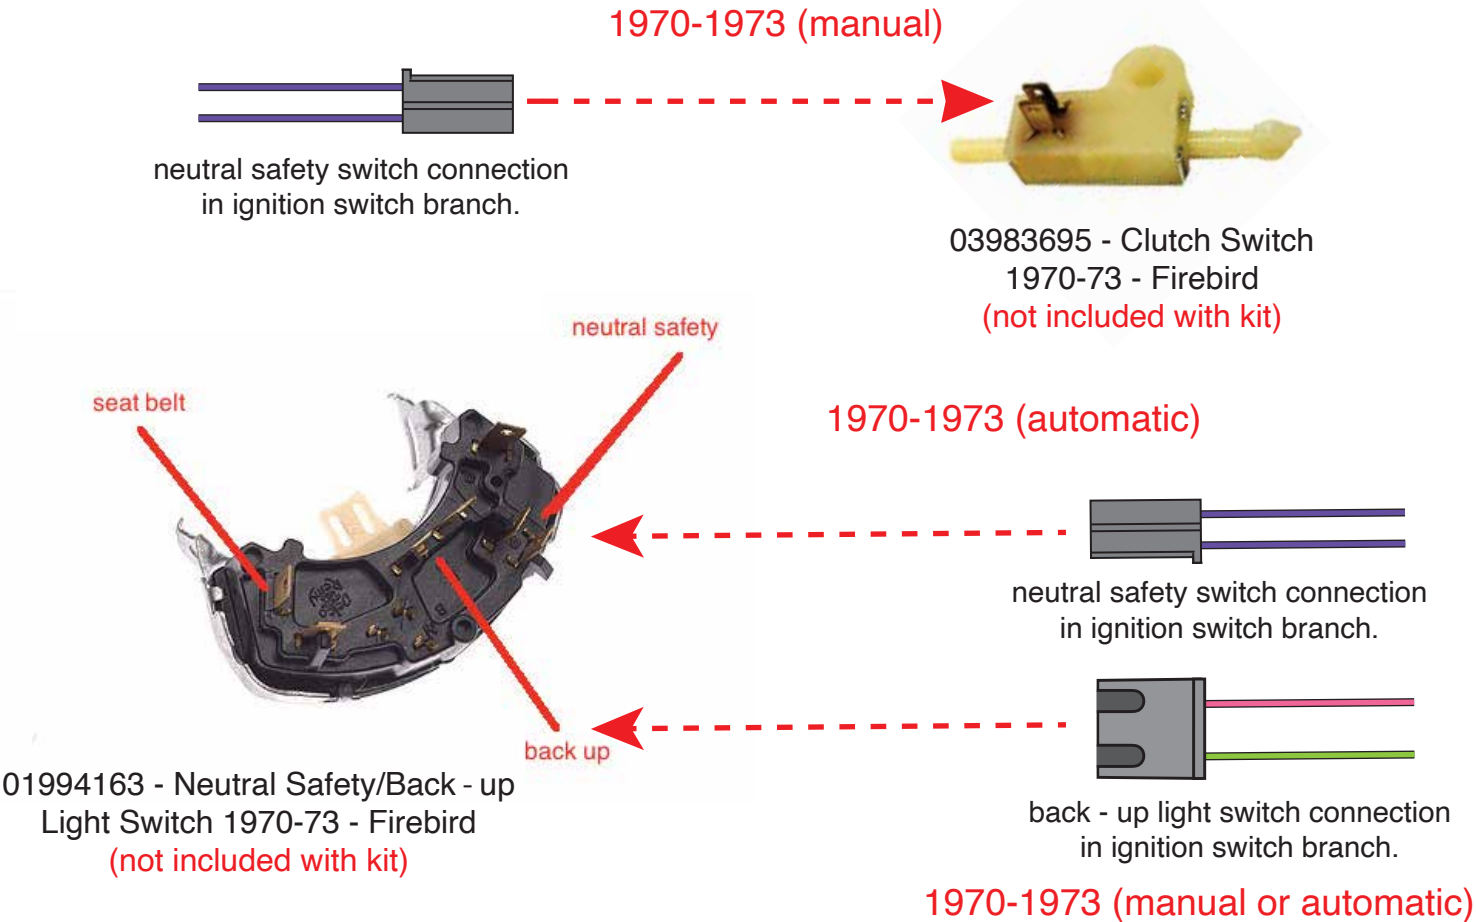 1970-1973 (manual)
neutral safety switch connection
in ignition switch branch.
03983695 - Clutch Switch
1970-73 - Firebird
(not included with kit)
neutral safety
seat belt
1970-1973 (automatic)
neutral safety switch connection
in ignition switch branch.
back up
01994163 - Neutral Safety/Back - up
Light Switch 1970-73 - Firebird
(not included with kit)
back - up light switch connection
in ignition switch branch.
1970-1973 (manual or automatic)